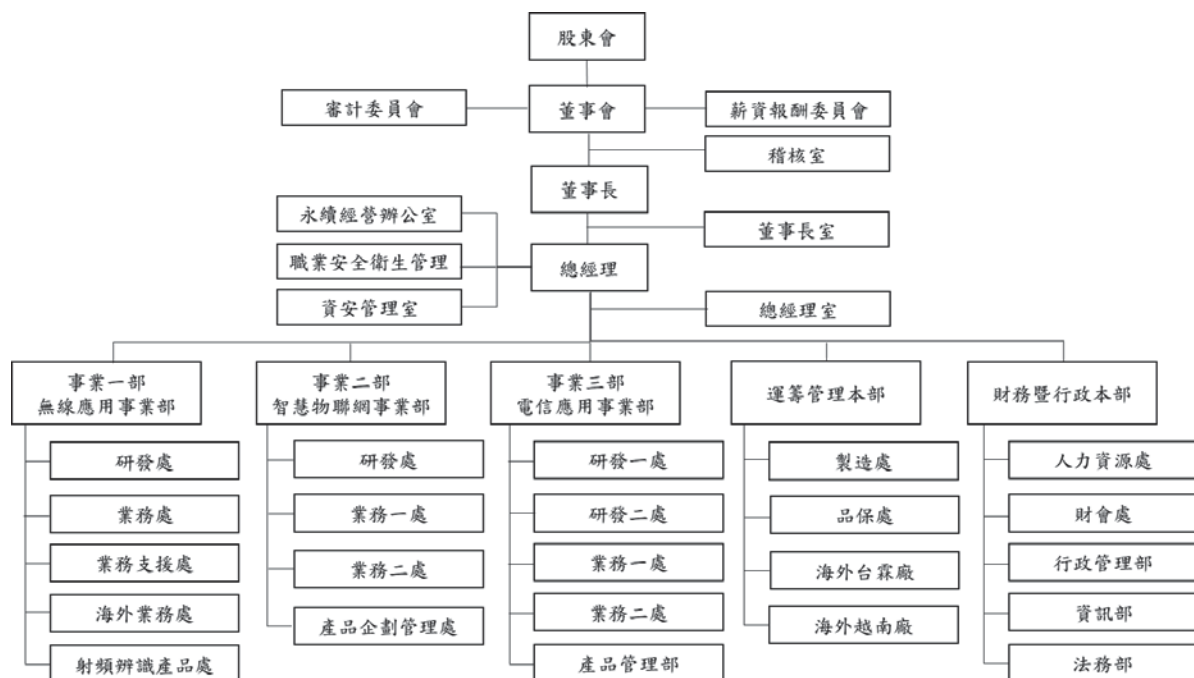 股東會
審計委員會
董事會
薪資報酬委員會
稽核室
董事長
永續經營辦公室
董事長室
職業安全衛生管理
總經理
資安管理室
總經理室
事業一部
無線應用事業部
事業二部
智慧物聯網事業部
事業三部
電信應用事業部
運籌管理本部
財務暨行政本部
研發處
業務處
業務支援處
海外業務處
射頻辨識產品處
研發處
業務一處
業務二處
產品企劃管理處
研發一處
研發二處
業務一處
業務二處
產品管理部
製造處
品保處
海外台霖廠
海外越南廠
人力資源處
財會處
行政管理部
資訊部
法務部